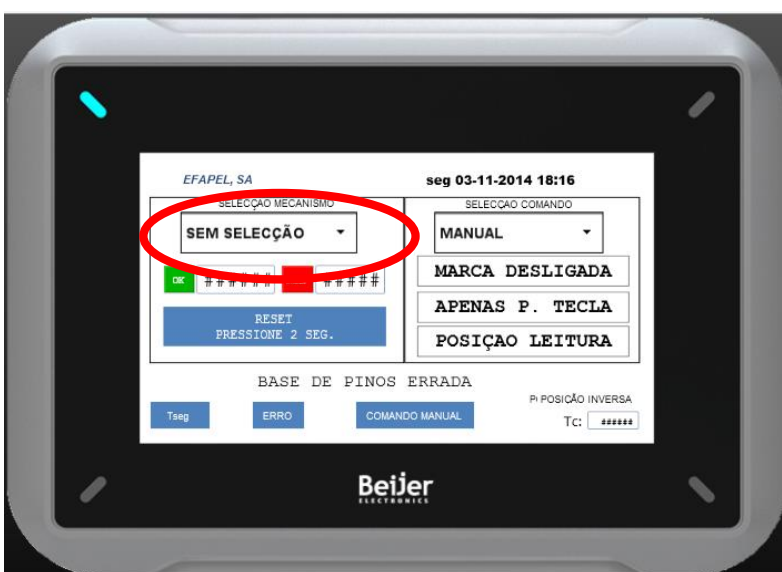 EFAPEL, SA
seg 03-11-2014 18:16
SELECÇAO MECANISMO
SEM SELECÇÃO
OK
######
#####
RESET
PRESSIONE 2 SEG.
SELECÇAO COMANDO
MANUAL
MARCA DESLIGADA
APENAS P. TECLA
POSIÇAO LEITURA
BASE DE PINOS ERRADA
Tseg
ERRO
COMANDO MANUAL
POSIÇÃO INVERSA
Tc: ######
Beijer
ELECTRONICS